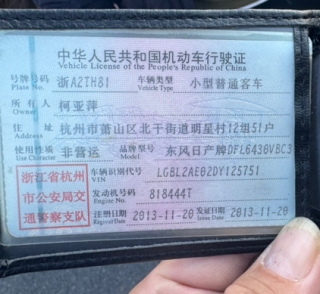 中华人民共和国机动车行驶证
Vehicle License of the People's Republic of China
号牌号码 浙A2TH81 车辆类型 小型普通客车
Plate No. Vehicle Type
所有人 柯亚萍
Owner
住址 杭州市萧山区北干街道明星村12组51户
Address
使用性质 非营运 品牌型号 东风日产牌DFL6430VBC3
Use Character Model
浙江省杭州 车辆识别代号 LGBL2AE02DY125751
VIN
市公安局交 发动机号码 818444T
Engine No.
通警察支队 注册日期 2013-11-20 发证日期 2013-11-20
Register Date Issue Date